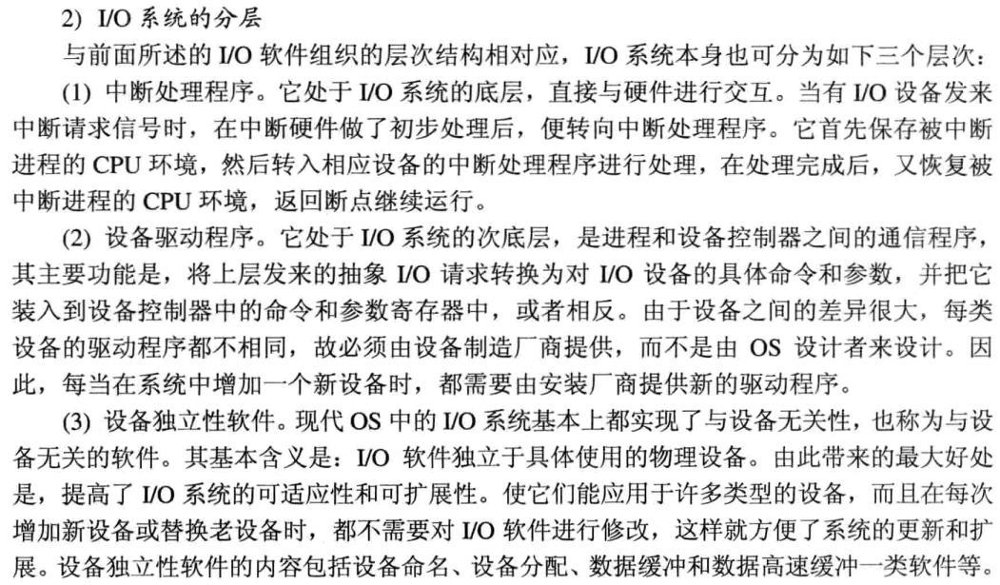 2) I/O 系统的分层
与前面所述的 I/O 软件组织的层次结构相对应，I/O 系统本身也可分为如下三个层次：
(1) 中断处理程序。它处于 I/O 系统的底层，直接与硬件进行交互。当有 I/O 设备发来
中断请求信号时，在中断硬件做了初步处理后，便转向中断处理程序。它首先保存被中断
进程的 CPU 环境，然后转入相应设备的中断处理程序进行处理，在处理完成后，又恢复被
中断进程的 CPU 环境，返回断点继续运行。
(2) 设备驱动程序。它处于 I/O 系统的次底层，是进程和设备控制器之间的通信程序，
其主要功能是，将上层发来的抽象 I/O 请求转换为对 I/O 设备的具体命令和参数，并把它
装入到设备控制器中的命令和参数寄存器中，或者相反。由于设备之间的差异很大，每类
设备的驱动程序都不相同，故必须由设备制造厂商提供，而不是由 OS 设计者来设计。因
此，每当在系统中增加一个新设备时，都需要由安装厂商提供新的驱动程序。
(3) 设备独立性软件。现代 OS 中的 I/O 系统基本上都实现了与设备无关性，也称为与设
备无关的软件。其基本含义是：I/O 软件独立于具体使用的物理设备。由此带来的最大好处
是，提高了 I/O 系统的可适应性和可扩展性。使它们能应用于许多类型的设备，而且在每次
增加新设备或替换老设备时，都不需要对 I/O 软件进行修改，这样就方便了系统的更新和扩
展。设备独立性软件的内容包括设备命名、设备分配、数据缓冲和数据高速缓冲一类软件等。